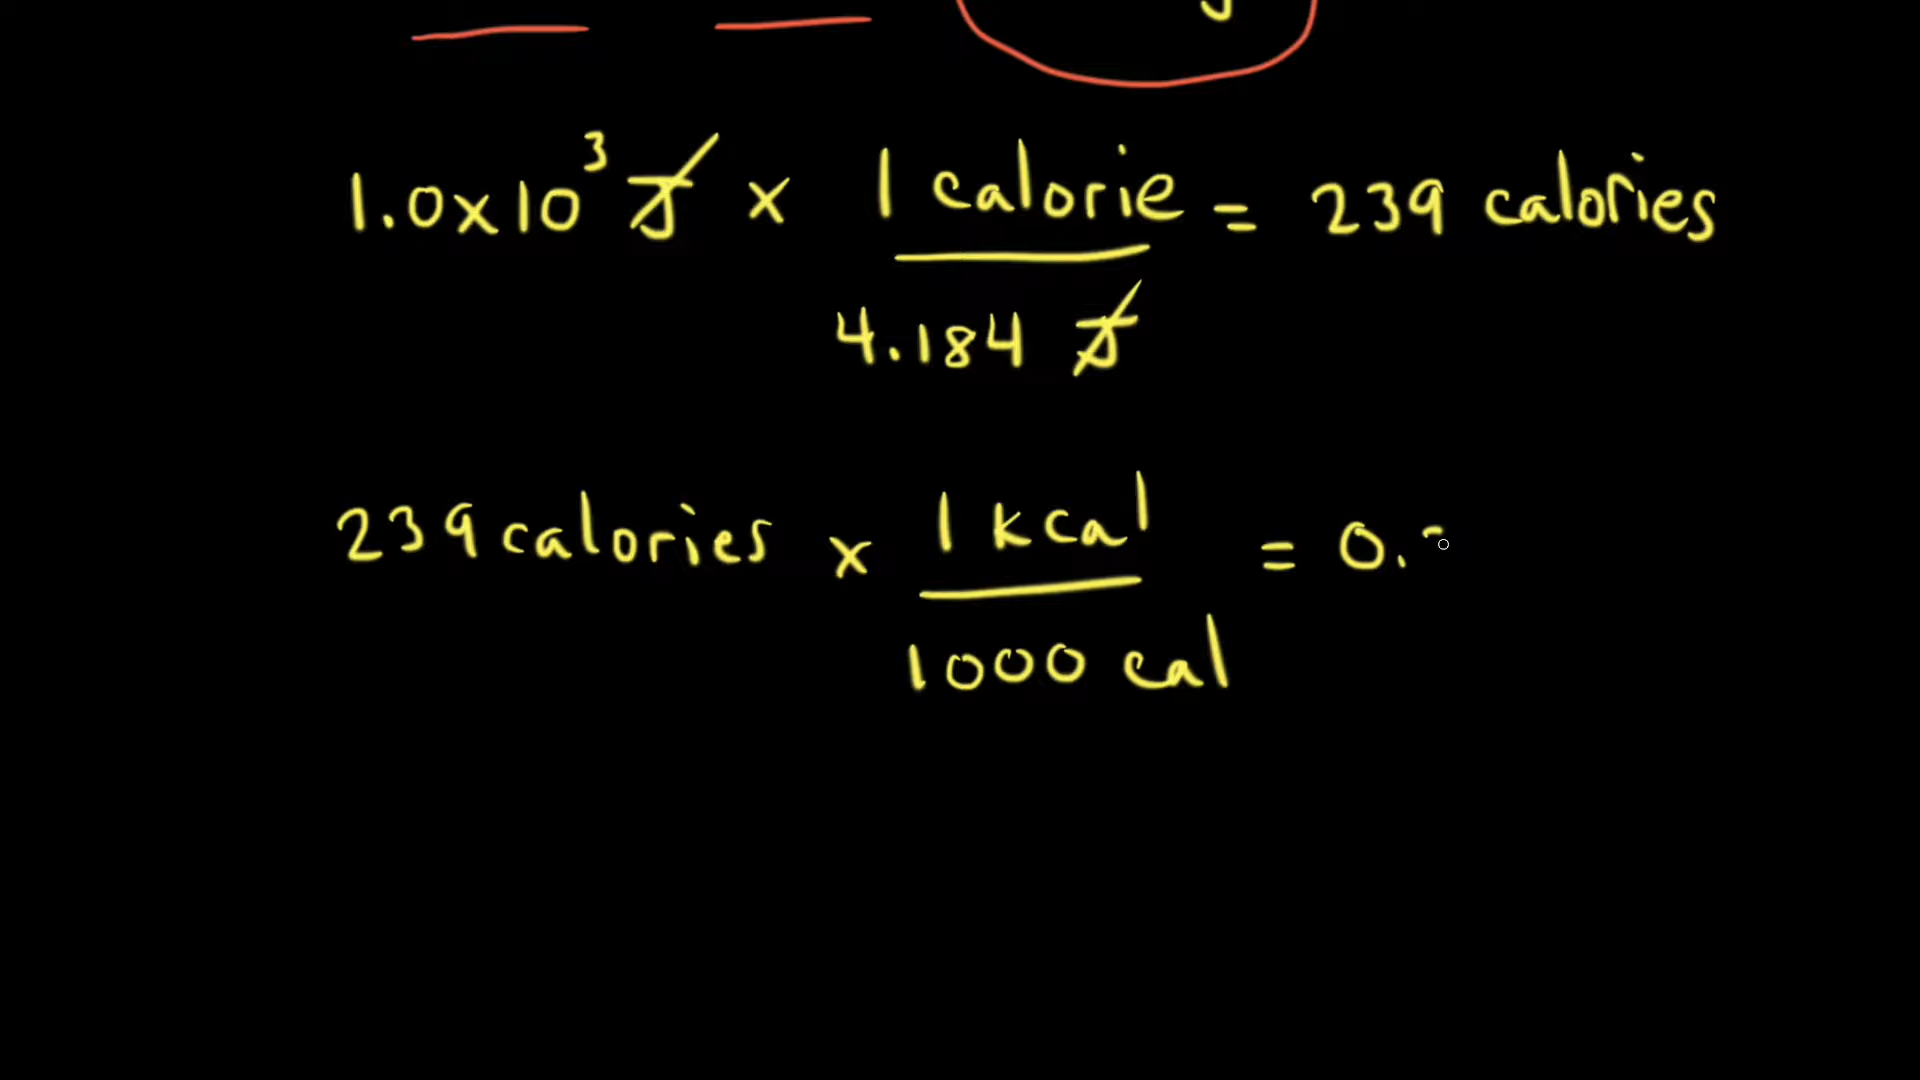 1.0x10³ J x 1 calorie = 239 calories
4.184 J
239 calories x 1 kcal = 0.
1000 cal